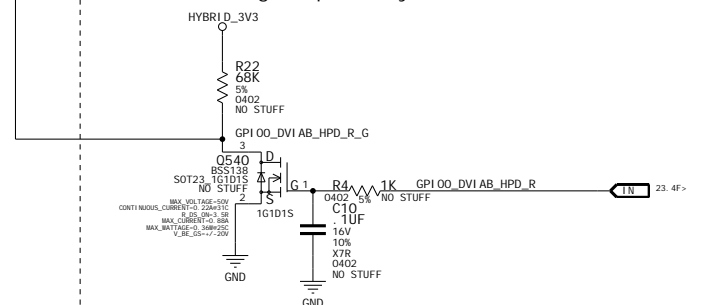 HYBRID_3V3
R22
68K
5%
0402
NO STUFF
GPIO0_DVIAB_HPD_R_G
3
Q540
BSS138
SOT23_1G1D1S
NO STUFF
D
G 1
S
2
1G1D1S
MAX_VOLTAGE=50V
CONTINUOUS_CURRENT=0.22A@31C
R_DS_ON=3.5R
MAX_CURRENT=0.88A
MAX_WATTAGE=0.36W@25C
V_BE_GS=+/-20V
GND
R4 1K
0402 5% NO STUFF
GPIO0_DVIAB_HPD_R
IN
23.4F>
C10
.1UF
16V
10%
X7R
0402
NO STUFF
GND